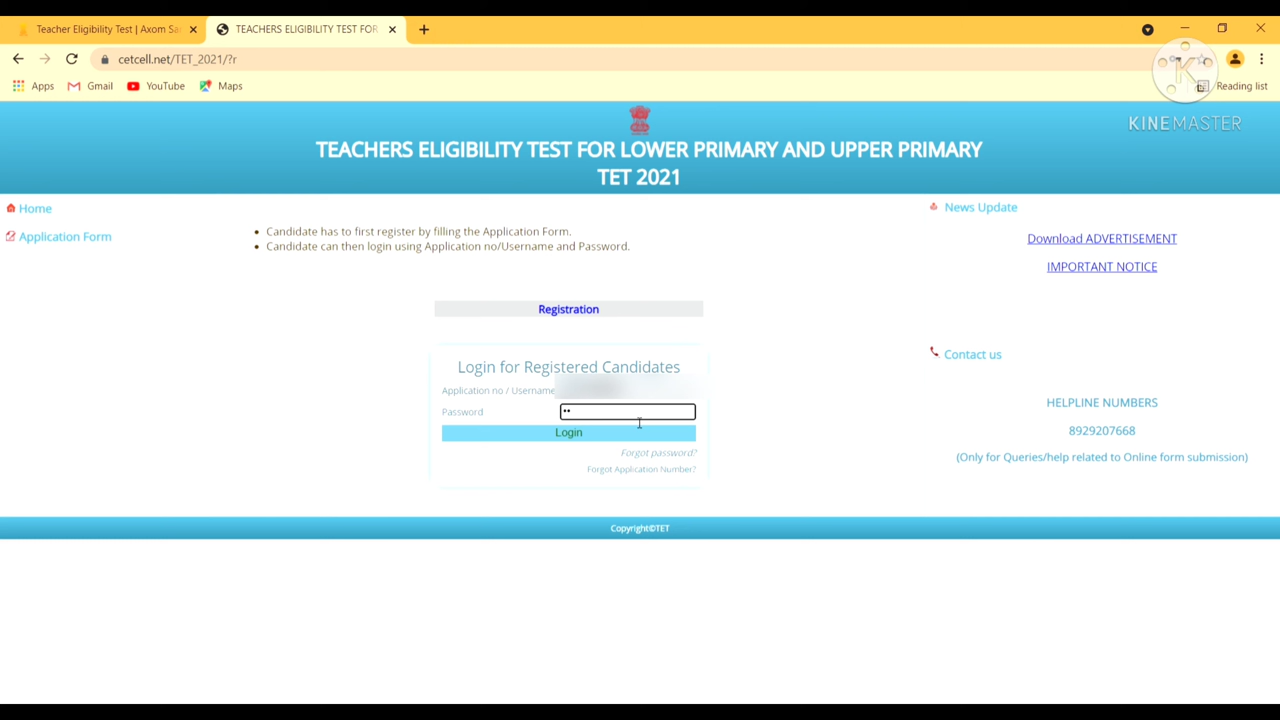 Teacher Eligibility Test | Axom Sa
TEACHERS ELIGIBILITY TEST FOR
cetcell.net/TET_2021/?r
Apps
Gmail
YouTube
Maps
Reading list
KINEMASTER
TEACHERS ELIGIBILITY TEST FOR LOWER PRIMARY AND UPPER PRIMARY
TET 2021
Home
Application Form
Candidate has to first register by filling the Application Form.
Candidate can then login using Application no/Username and Password.
Registration
Login for Registered Candidates
Application no / Username
Password
Login
Forgot password?
Forgot Application Number?
News Update
Download ADVERTISEMENT
IMPORTANT NOTICE
Contact us
HELPLINE NUMBERS
8929207668
(Only for Queries/help related to Online form submission)
Copyright©TET